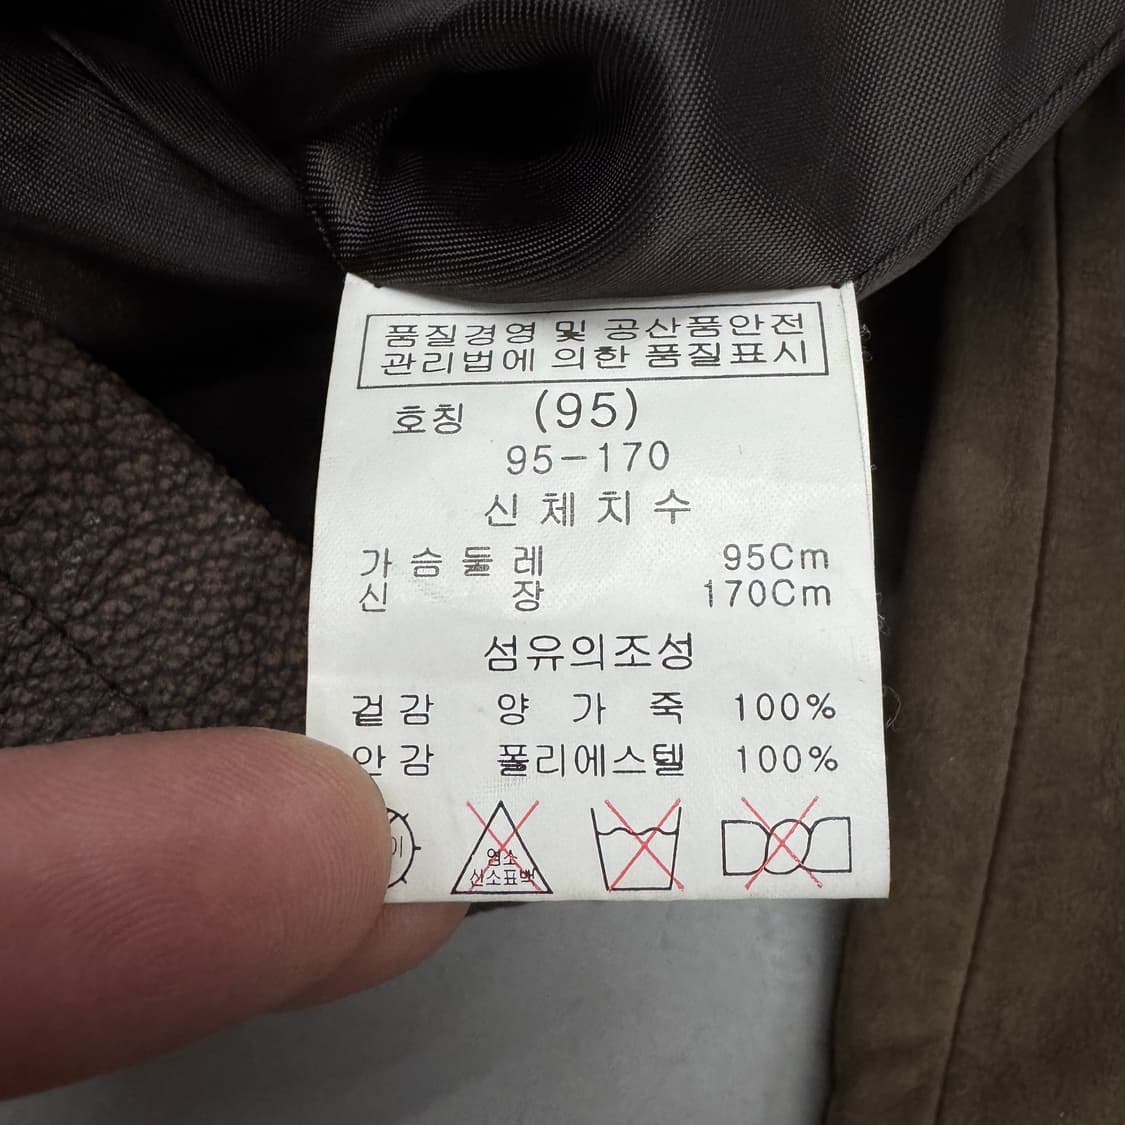 품질경영 및 공산품안전
관리법에 의한 품질표시
호칭 (95)
95-170
신체치수
가슴둘레 95Cm
신장 170Cm
섬유의조성
겉감 양가죽 100%
안감 폴리에스텔 100%
염소
산소표백